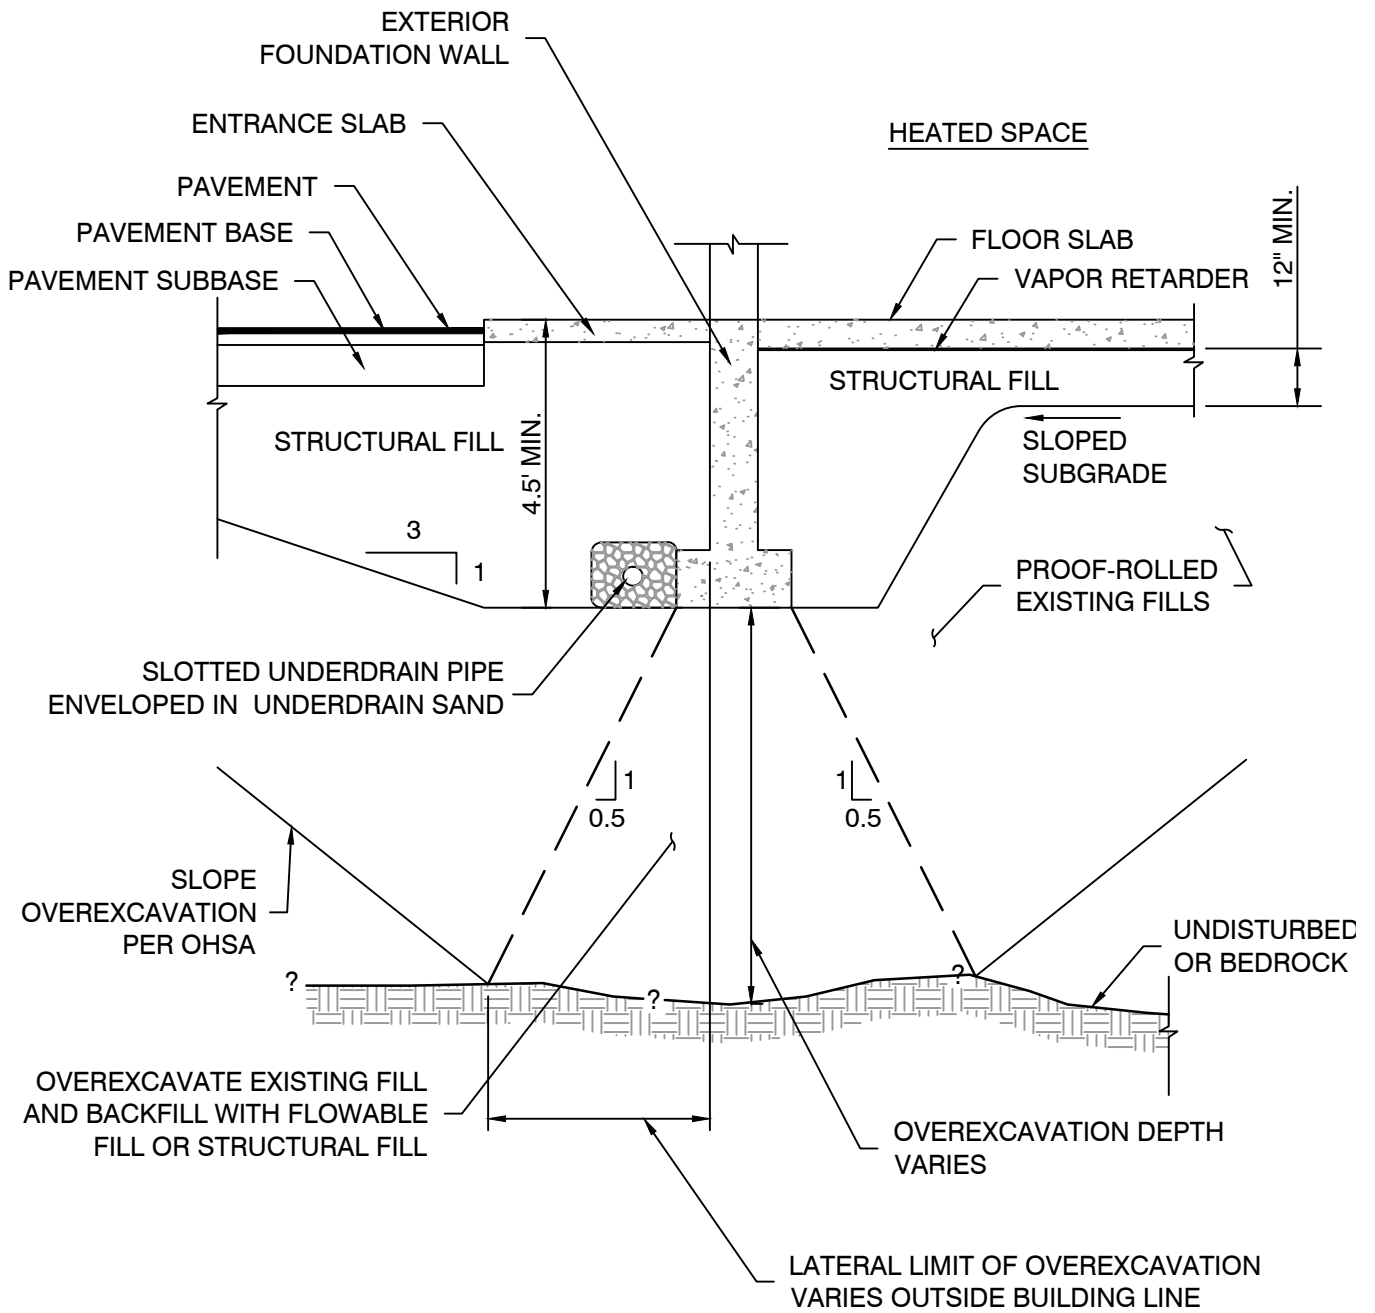 EXTERIOR
FOUNDATION WALL
ENTRANCE SLAB
HEATED SPACE
PAVEMENT
PAVEMENT BASE
PAVEMENT SUBBASE
FLOOR SLAB
VAPOR RETARDER
12" MIN.
STRUCTURAL FILL
STRUCTURAL FILL
4.5' MIN.
SLOPED
SUBGRADE
3
1
PROOF-ROLLED
EXISTING FILLS
SLOTTED UNDERDRAIN PIPE
ENVELOPED IN UNDERDRAIN SAND
1
0.5
1
0.5
SLOPE
OVEREXCAVATION
PER OHSA
UNDISTURBED
OR BEDROCK
?
?
?
OVEREXCAVATE EXISTING FILL
AND BACKFILL WITH FLOWABLE
FILL OR STRUCTURAL FILL
OVEREXCAVATION DEPTH
VARIES
LATERAL LIMIT OF OVEREXCAVATION
VARIES OUTSIDE BUILDING LINE